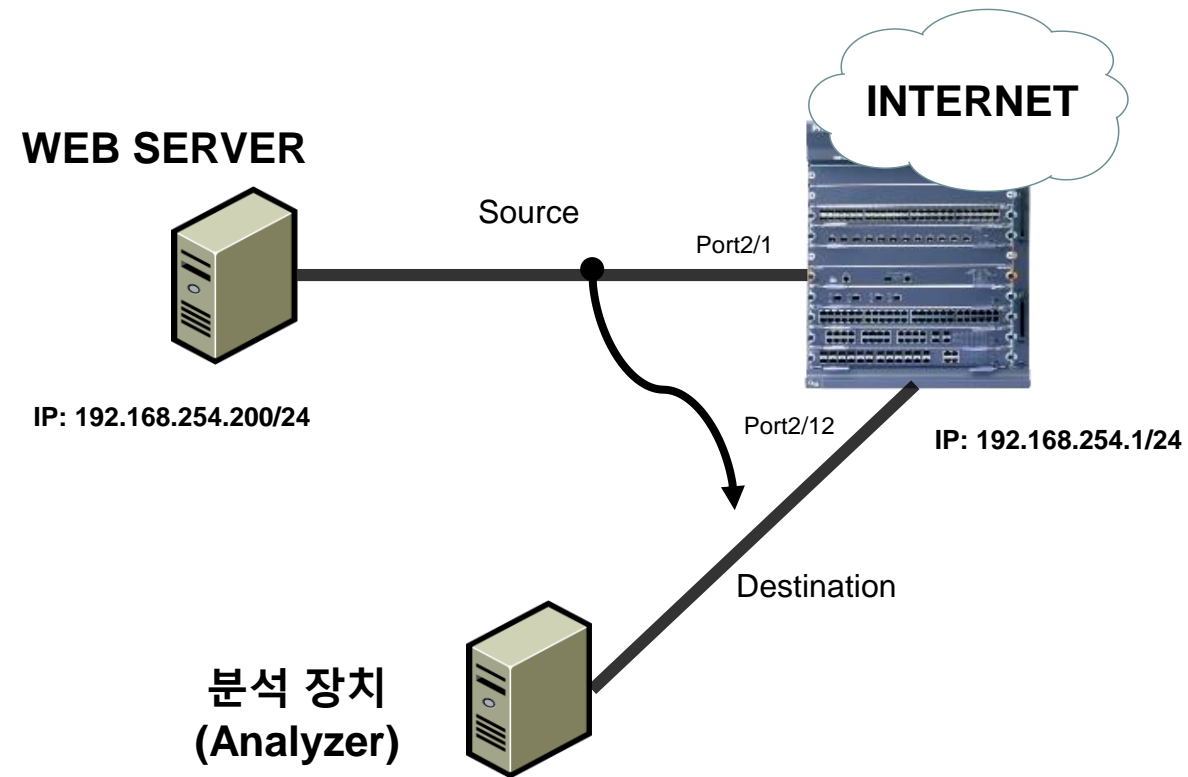 INTERNET
WEB SERVER
Source
Port2/1
IP: 192.168.254.200/24
Port2/12
IP: 192.168.254.1/24
Destination
분석 장치
(Analyzer)